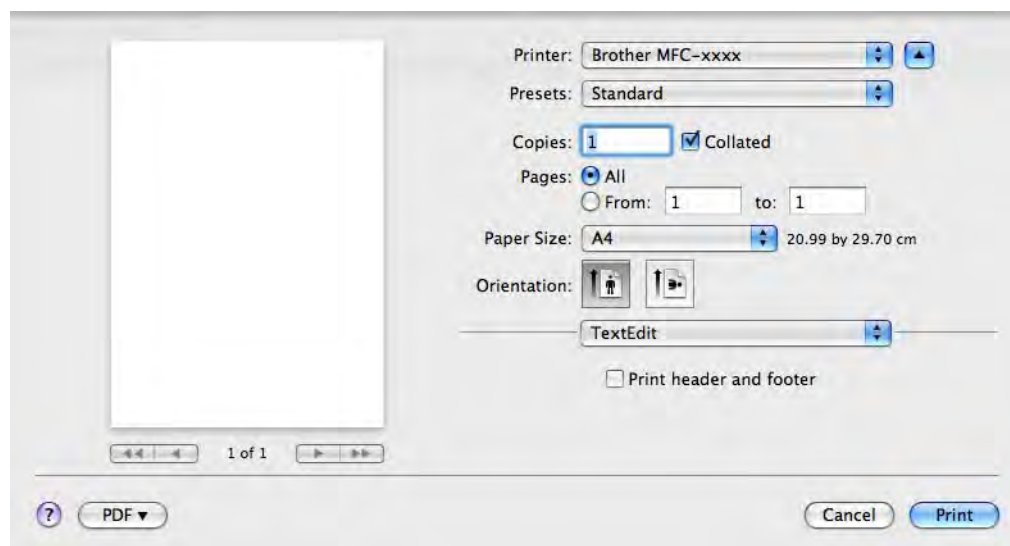 Printer: Brother MFC-xxxx
Presets: Standard
Copies: 1 Collated
Pages: All
From: 1 to: 1
Paper Size: A4 20.99 by 29.70 cm
Orientation:
TextEdit
Print header and footer
1 of 1
? PDF ▼ Cancel Print